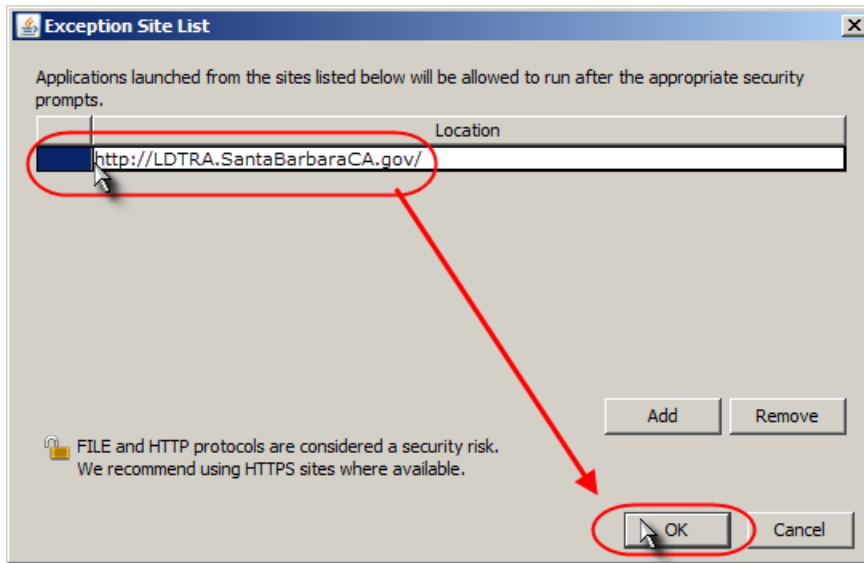 Exception Site List
Applications launched from the sites listed below will be allowed to run after the appropriate security
prompts.
Location
http://LDTRA.SantaBarbaraCA.gov/
Add
Remove
FILE and HTTP protocols are considered a security risk.
We recommend using HTTPS sites where available.
OK
Cancel